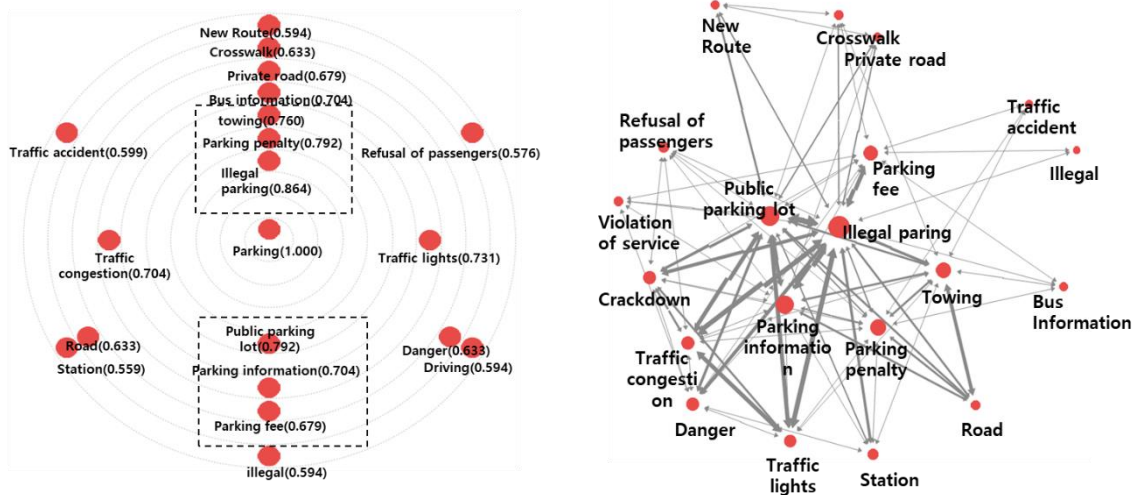 New Route(0.594)
Crosswalk(0.633)
Private road(0.679)
Bus information(0.704)
towing(0.760)
Parking penalty(0.792)
Illegal
parking(0.864)
Traffic accident(0.599)
Refusal of passengers(0.576)
Parking(1.000)
Traffic
congestion(0.704)
Traffic lights(0.731)
Public parking
lot(0.792)
Road(0.633)
Station(0.559)
Danger(0.633)
Driving(0.594)
Parking information(0.704)
Parking fee(0.679)
illegal(0.594)
New
Route
Crosswalk
Private road
Traffic
accident
Refusal of
passengers
Illegal
Parking
fee
Public
parking lot
Illegal paring
Violation
of service
Crackdown
Towing
Bus
Information
Parking
informatio
n
Parking
penalty
Traffic
congesti
on
Danger
Road
Traffic
lights
Station